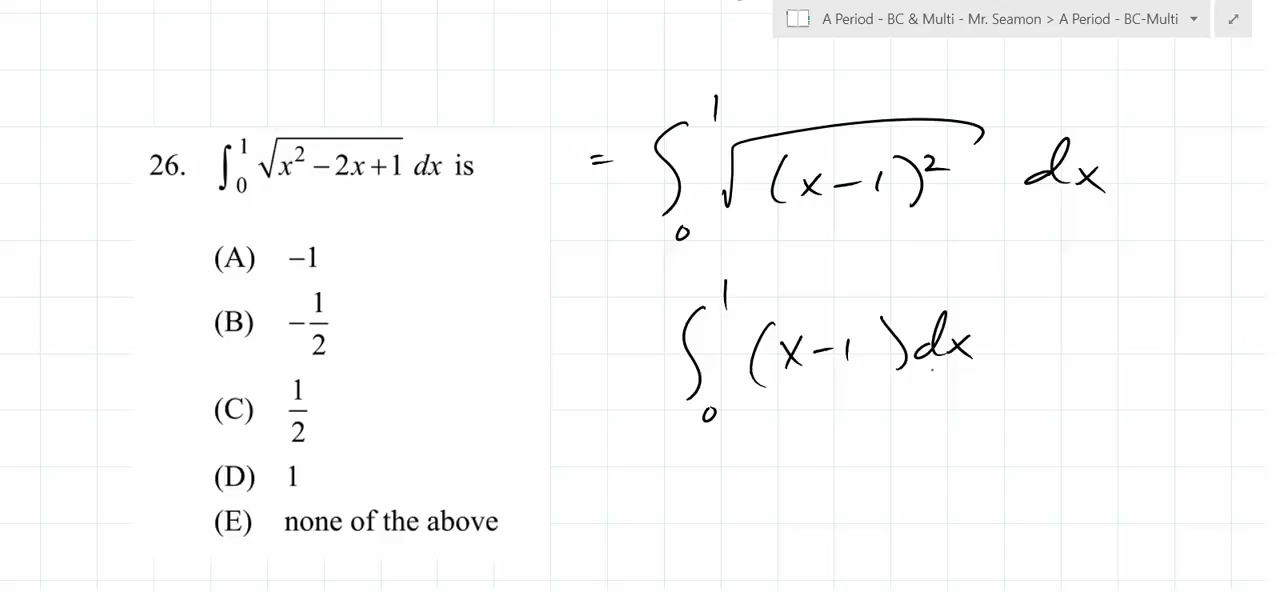 A Period - BC & Multi - Mr. Seamon > A Period - BC-Multi
26. ∫₀¹ √(x² − 2x + 1) dx is
(A) −1
(B) −1/2
(C) 1/2
(D) 1
(E) none of the above
= ∫₀¹ √((x−1)²) dx
∫₀¹ (x−1) dx